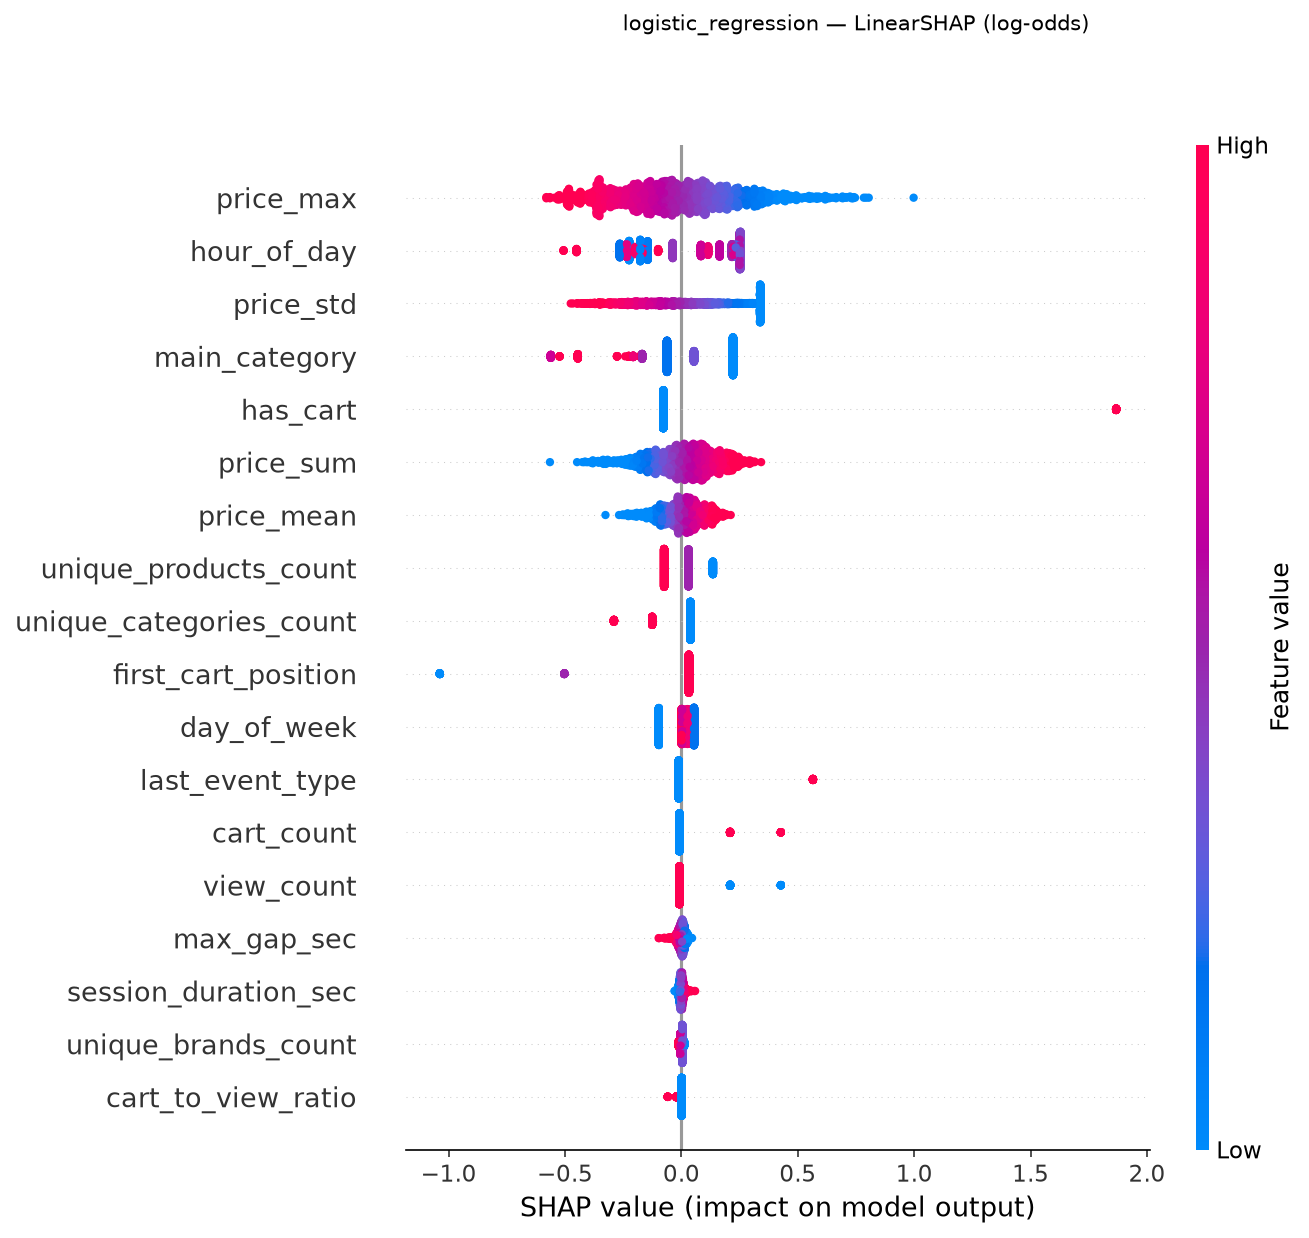 logistic_regression — LinearSHAP (log-odds)
High
price_max
hour_of_day
price_std
main_category
has_cart
price_sum
price_mean
unique_products_count
unique_categories_count
first_cart_position
day_of_week
last_event_type
cart_count
view_count
max_gap_sec
session_duration_sec
unique_brands_count
cart_to_view_ratio
Feature value
Low
−1.0 −0.5 0.0 0.5 1.0 1.5 2.0
SHAP value (impact on model output)